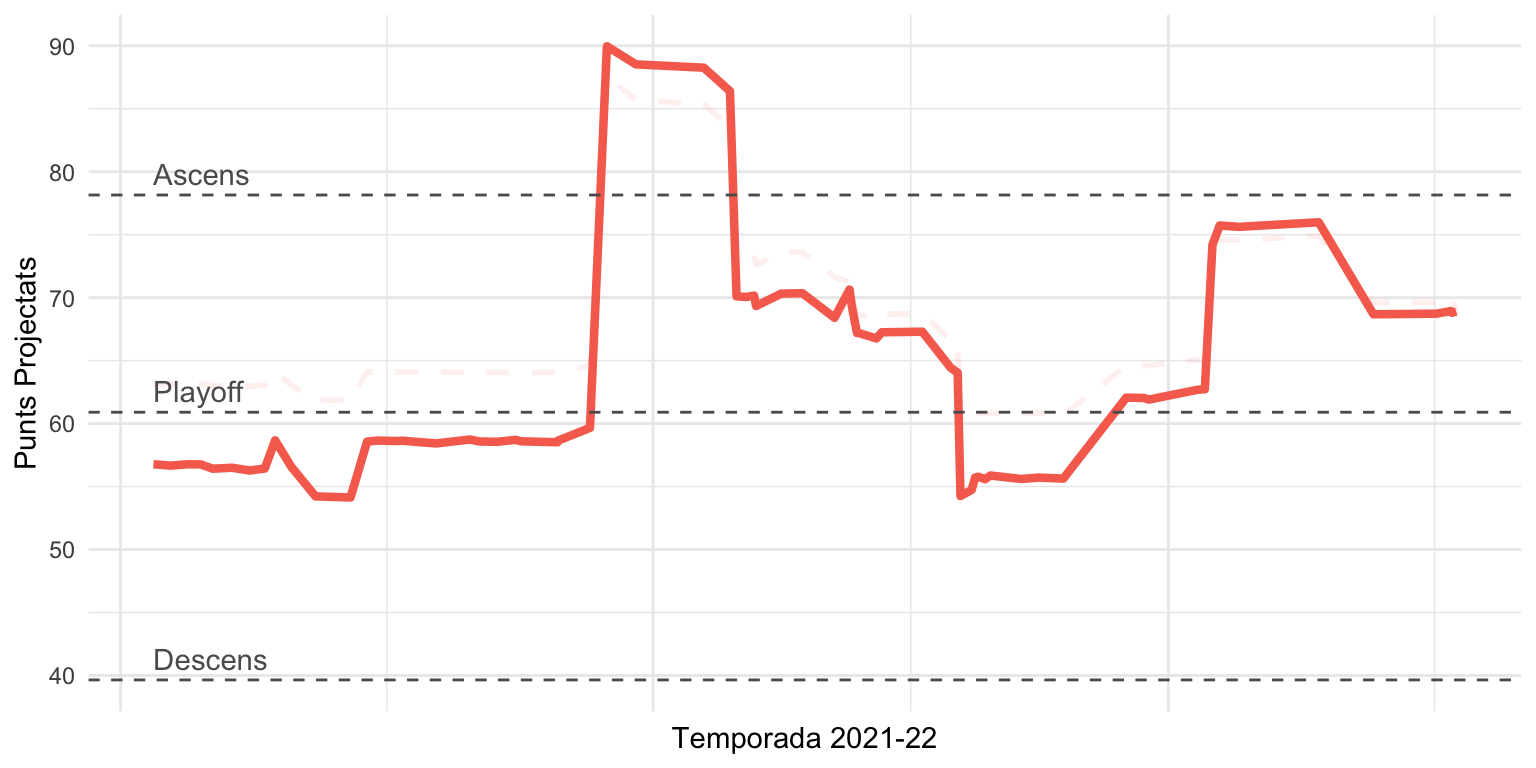 90
80
70
60
50
40
Punts Projectats
Ascens
Playoff
Descens
Temporada 2021-22